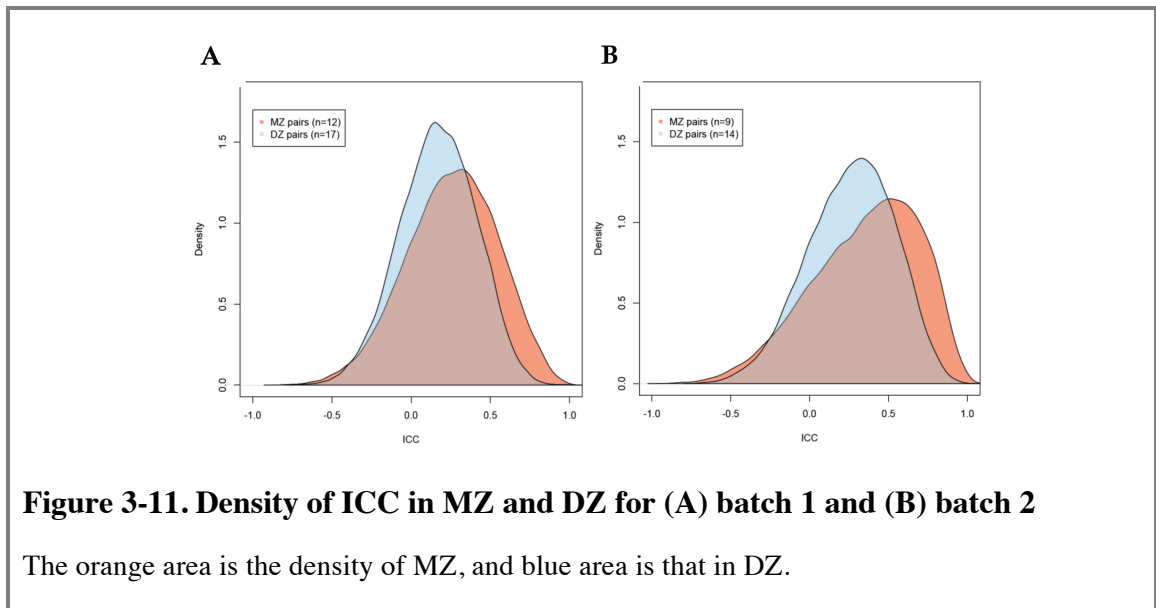 A
MZ pairs (n=12)
DZ pairs (n=17)
Density
0.0
0.5
1.0
1.5
-1.0 -0.5 0.0 0.5 1.0
ICC
B
MZ pairs (n=9)
DZ pairs (n=14)
Density
0.0
0.5
1.0
1.5
-1.0 -0.5 0.0 0.5 1.0
ICC
Figure 3-11. Density of ICC in MZ and DZ for (A) batch 1 and (B) batch 2
The orange area is the density of MZ, and blue area is that in DZ.